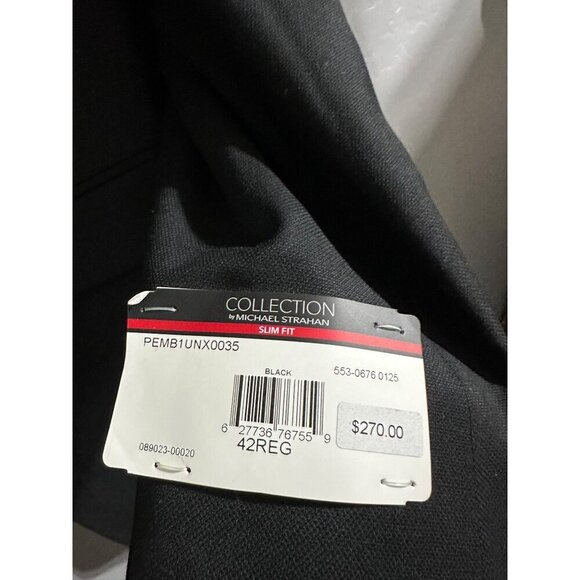 COLLECTION
by MICHAEL STRAHAN
SLIM FIT
PEMB1UNX0035
BLACK 553-0676 0125
6 27736 76755 9
$270.00
42REG
089023-00020